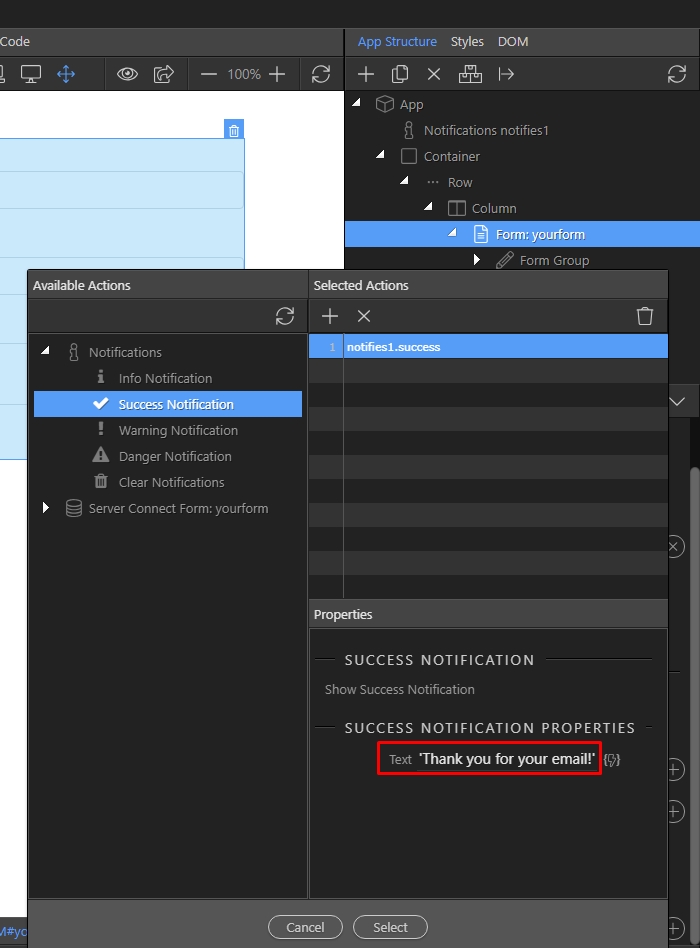 Code
App Structure Styles DOM
100%
App
Notifications notifies1
Container
Row
Column
Form: yourform
Form Group
Available Actions
Selected Actions
Notifications
Info Notification
Success Notification
Warning Notification
Danger Notification
Clear Notifications
Server Connect Form: yourform
1 notifies1.success
Properties
SUCCESS NOTIFICATION
Show Success Notification
SUCCESS NOTIFICATION PROPERTIES
Text 'Thank you for your email!'
Cancel Select